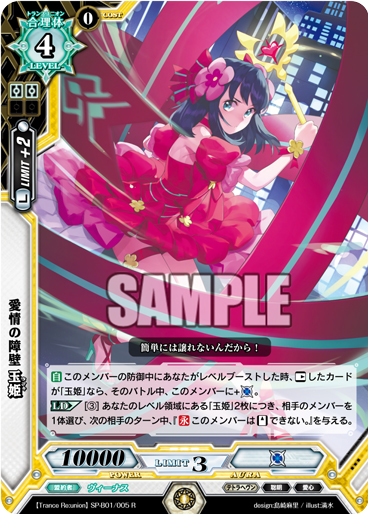 トランスユニオン
合理体
4
LEVEL
0
COST
L LIMIT +2
愛情の障壁 玉姫
SAMPLE
簡単には譲れないんだから！
自 このメンバーの防御中にあなたがレベルブーストした時、したカード
が「玉姫」なら、そのバトル中、このメンバーに+。
[③] あなたのレベル領域にある「玉姫」2枚につき、相手のメンバーを
1体選び、次の相手のターン中、『永 このメンバーは「できない。』を与える。
10000
POWER
LIMIT 3
AURA
ヴィーナス
テトラヘヴン 聡明 愛心
【Trance Reunion】 SP-B01/005 R design:島崎麻里 / illust:満水